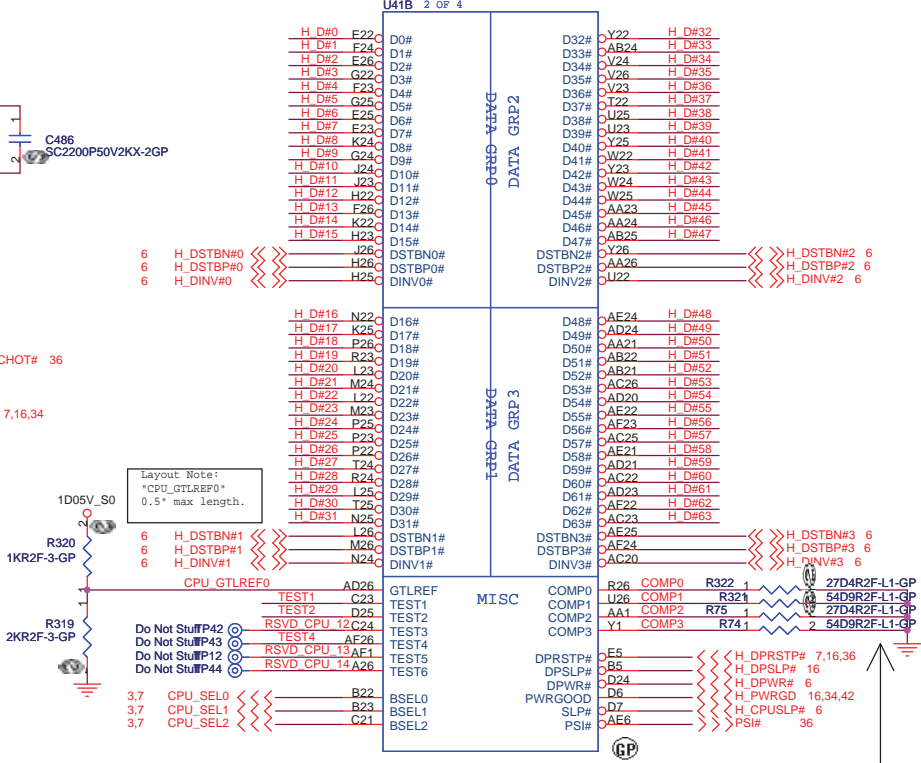 U41B 2 OF 4
H_D#0 E22 D0# D32# Y22 H_D#32
H_D#1 F24 D1# D33# AB24 H_D#33
H_D#2 E26 D2# D34# V24 H_D#34
H_D#3 G22 D3# D35# V26 H_D#35
H_D#4 F23 D4# D36# V23 H_D#36
H_D#5 G25 D5# D37# T22 H_D#37
H_D#6 E25 D6# D38# U25 H_D#38
H_D#7 E23 D7# D39# U23 H_D#39
H_D#8 K24 D8# D40# Y25 H_D#40
H_D#9 G24 D9# D41# W22 H_D#41
H_D#10 J24 D10# D42# Y23 H_D#42
H_D#11 J23 D11# D43# W24 H_D#43
H_D#12 H22 D12# D44# W25 H_D#44
H_D#13 F26 D13# D45# AA23 H_D#45
H_D#14 K22 D14# D46# AA24 H_D#46
H_D#15 H23 D15# D47# AB25 H_D#47
6 H_DSTBN#0 J26 DSTBN0# DSTBN2# Y26 H_DSTBN#2 6
6 H_DSTBP#0 H26 DSTBP0# DSTBP2# AA26 H_DSTBP#2 6
6 H_DINV#0 H25 DINV0# DINV2# U22 H_DINV#2 6
DATA GRP0
DATA GRP2
1
C486
SC2200P50V2KX-2GP
2
H_D#16 N22 D16# D48# AE24 H_D#48
H_D#17 K25 D17# D49# AD24 H_D#49
H_D#18 P26 D18# D50# AA21 H_D#50
H_D#19 R23 D19# D51# AB22 H_D#51
H_D#20 L23 D20# D52# AB21 H_D#52
H_D#21 M24 D21# D53# AC26 H_D#53
H_D#22 L22 D22# D54# AD20 H_D#54
H_D#23 M23 D23# D55# AE22 H_D#55
H_D#24 P25 D24# D56# AF23 H_D#56
H_D#25 P23 D25# D57# AC25 H_D#57
H_D#26 P22 D26# D58# AE21 H_D#58
H_D#27 T24 D27# D59# AD21 H_D#59
H_D#28 R24 D28# D60# AC22 H_D#60
H_D#29 L25 D29# D61# AD23 H_D#61
H_D#30 T25 D30# D62# AF22 H_D#62
H_D#31 N25 D31# D63# AC23 H_D#63
6 H_DSTBN#1 L26 DSTBN1# DSTBN3# AE25 H_DSTBN#3 6
6 H_DSTBP#1 M26 DSTBP1# DSTBP3# AF24 H_DSTBP#3 6
6 H_DINV#1 N24 DINV1# DINV3# AC20 H_DINV#3 6
DATA GRP1
DATA GRP3
CHOT# 36
7,16,34
Layout Note:
"CPU_GTLREF0"
0.5" max length.
1D05V_S0
2
R320
1KR2F-3-GP
1
1
R319
2KR2F-3-GP
MISC
CPU_GTLREF0 AD26 GTLREF COMP0 R26 COMP0 R322 1 27D4R2F-L1-GP
TEST1 C23 TEST1 COMP1 U26 COMP1 R321 54D9R2F-L1-GP
TEST2 D25 TEST2 COMP2 AA1 COMP2 R75 1 27D4R2F-L1-GP
Do Not Stuff TP42 RSVD_CPU_12 C24 TEST3 COMP3 Y1 COMP3 R74 1 2 54D9R2F-L1-GP
Do Not Stuff TP43 TEST4 AF26 TEST4
Do Not Stuff TP12 RSVD_CPU_13 AF1 TEST5 DPRSTP# E5 H_DPRSTP# 7,16,36
Do Not Stuff TP44 RSVD_CPU_14 A26 TEST6 DPSLP# B5 H_DPSLP# 16
DPWR# D24 H_DPWR# 6
3,7 CPU_SEL0 B22 BSEL0 PWRGOOD D6 H_PWRGD 16,34,42
3,7 CPU_SEL1 B23 BSEL1 SLP# D7 H_CPUSLP# 6
3,7 CPU_SEL2 C21 BSEL2 PSI# AE6 PSI# 36
GP